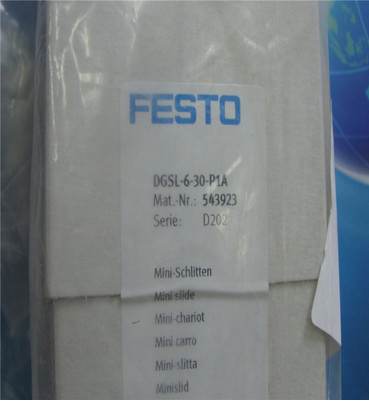 FESTO
DGSL-6-30-P1A
Mat.-Nr.: 543923
Serie: D202
Mini-Schlitten
Mini slide
Mini-chariot
Mini carro
Mini-slitta
Minislid